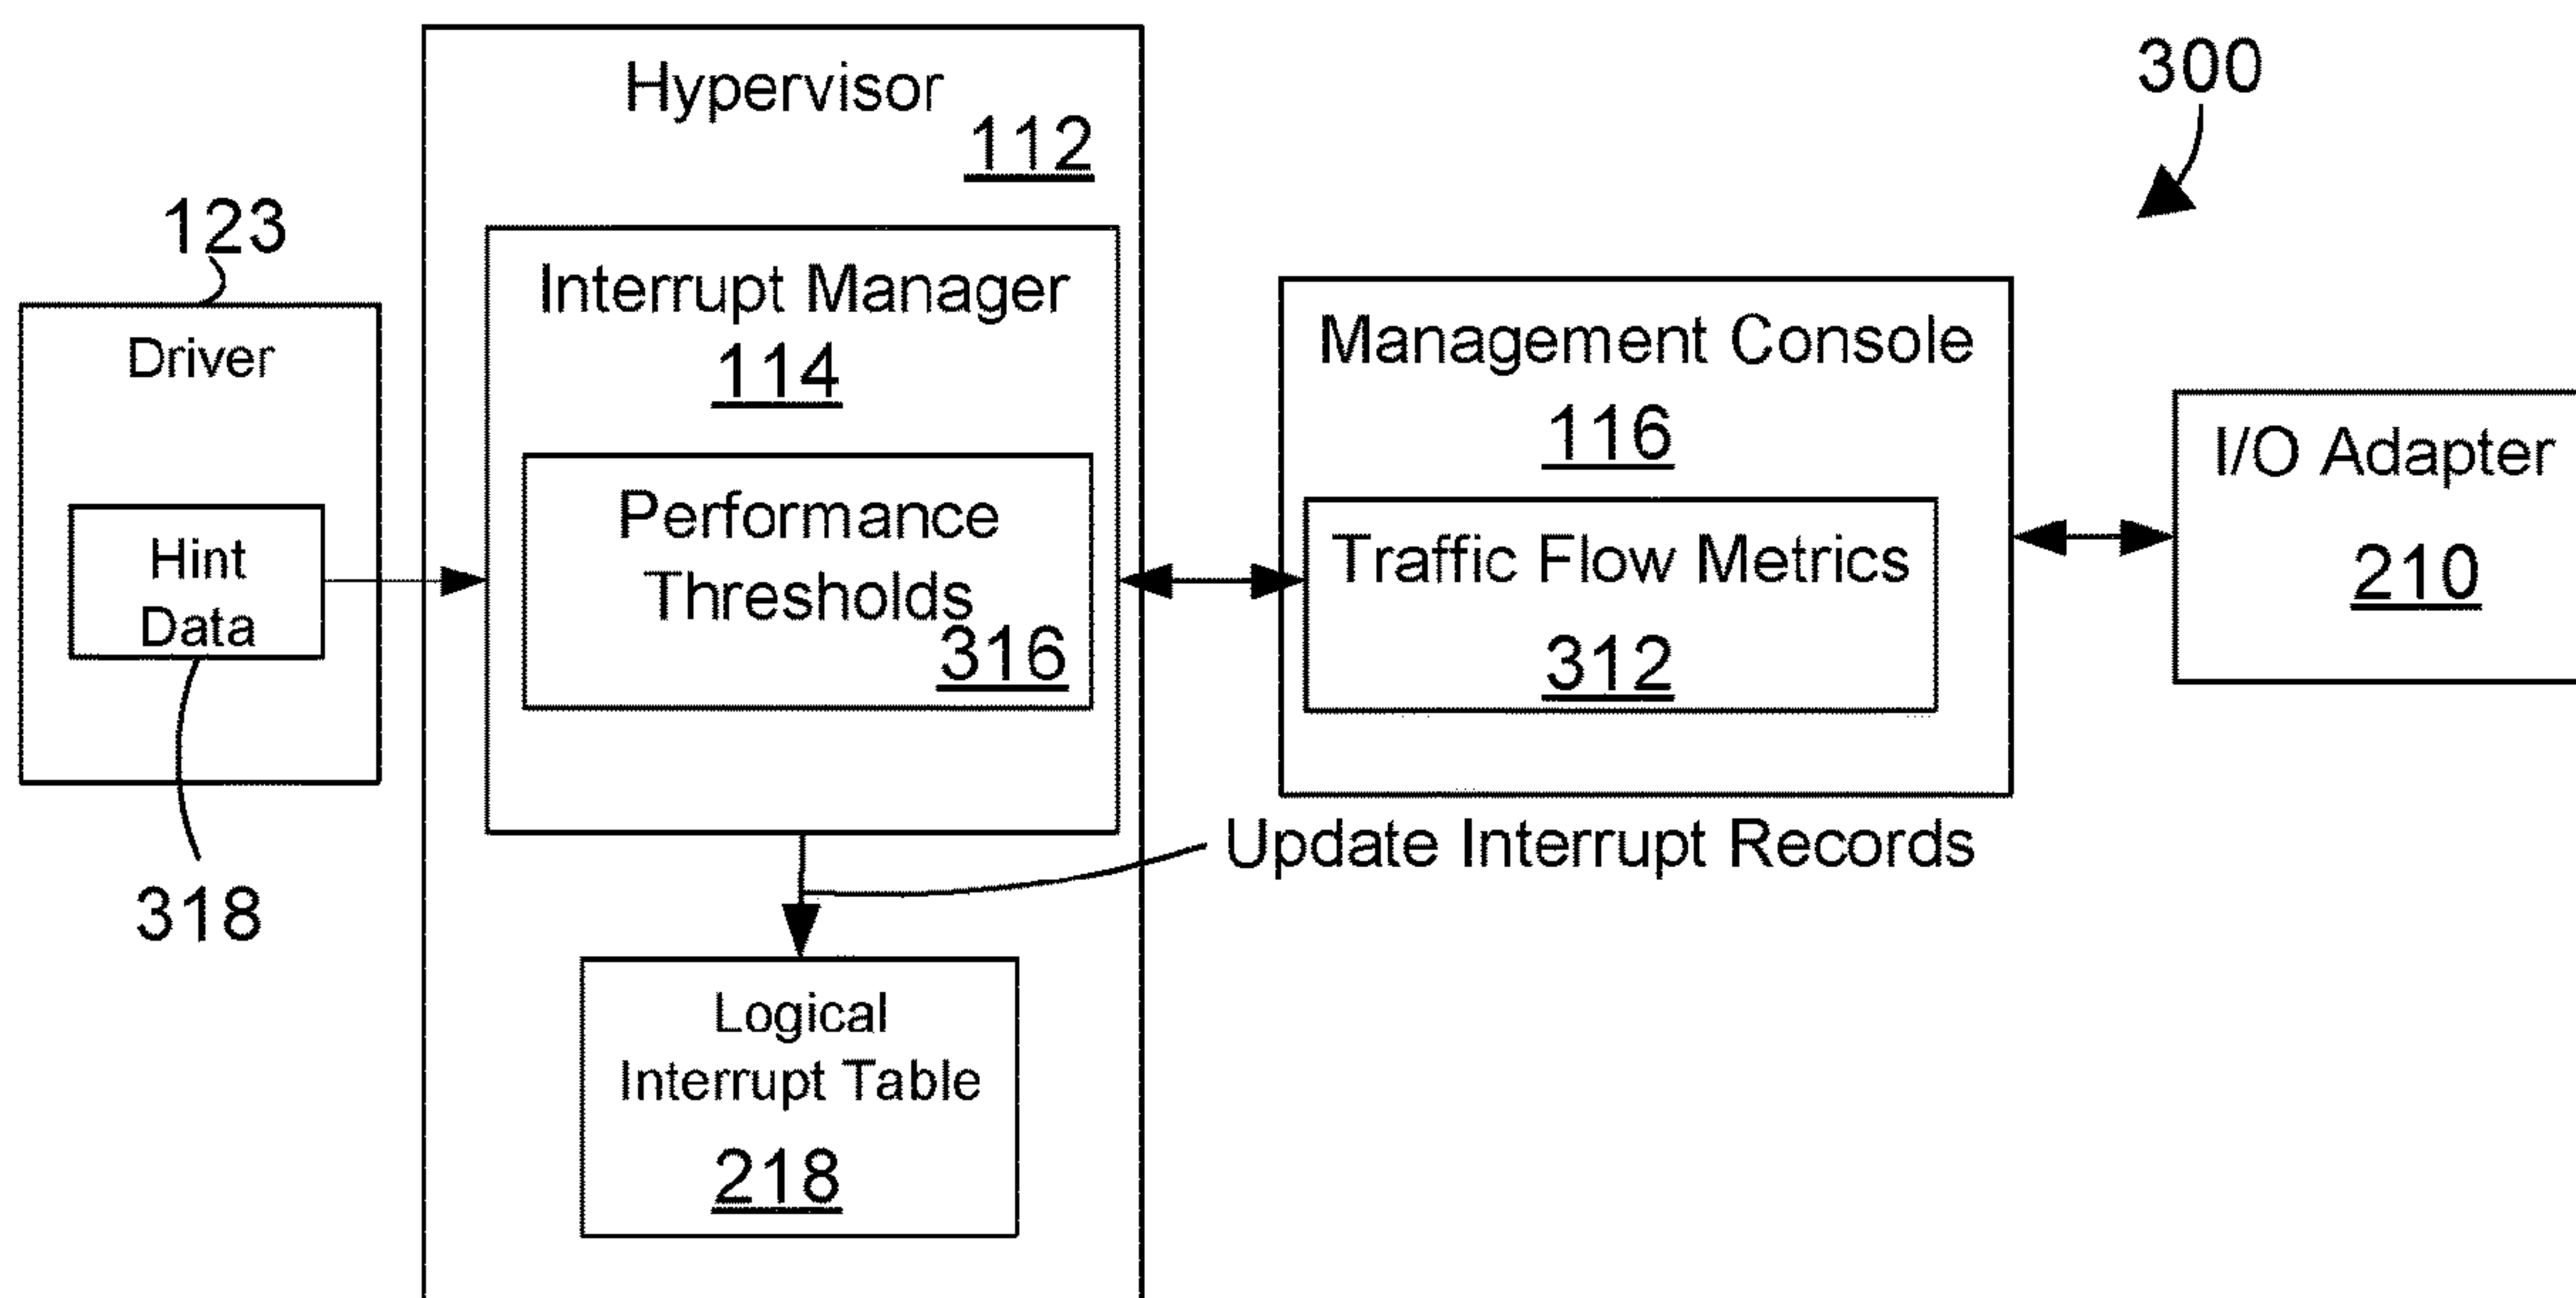 300
Hypervisor
112
123
Driver
Hint
Data
318
Interrupt Manager
114
Performance
Thresholds
316
Management Console
116
Traffic Flow Metrics
312
I/O Adapter
210
Update Interrupt Records
Logical
Interrupt Table
218